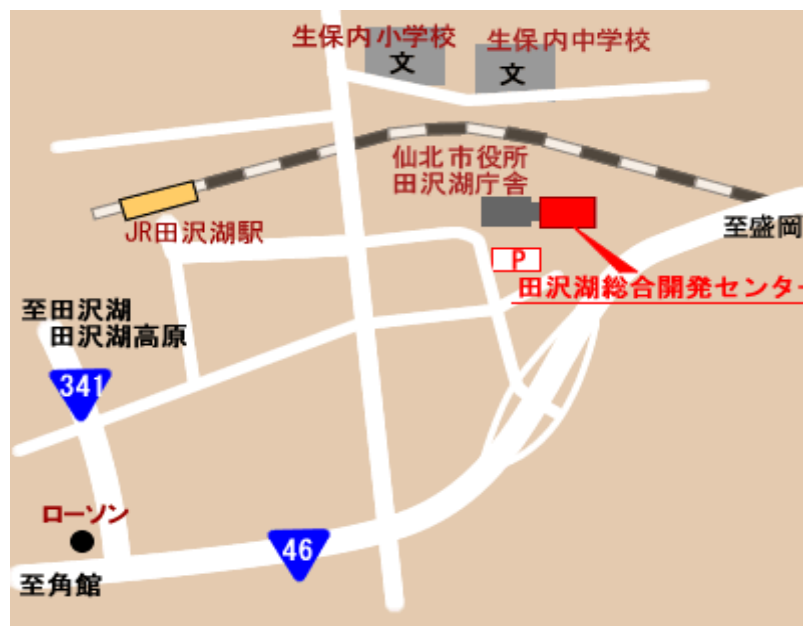 生保内小学校
生保内中学校
文
文
仙北市役所
田沢湖庁舎
至盛岡
JR田沢湖駅
P
田沢湖総合開発センター
至田沢湖
田沢湖高原
341
ローソン
46
至角館